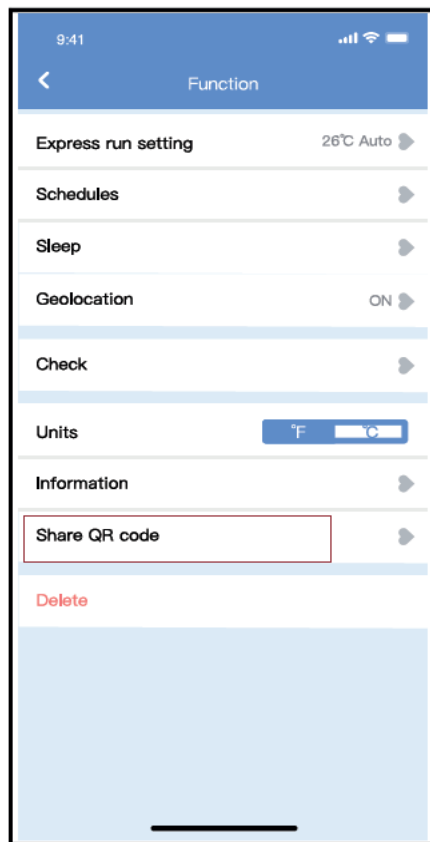 9:41
Function
Express run setting 26℃ Auto
Schedules
Sleep
Geolocation ON
Check
Units °F ℃
Information
Share QR code
Delete